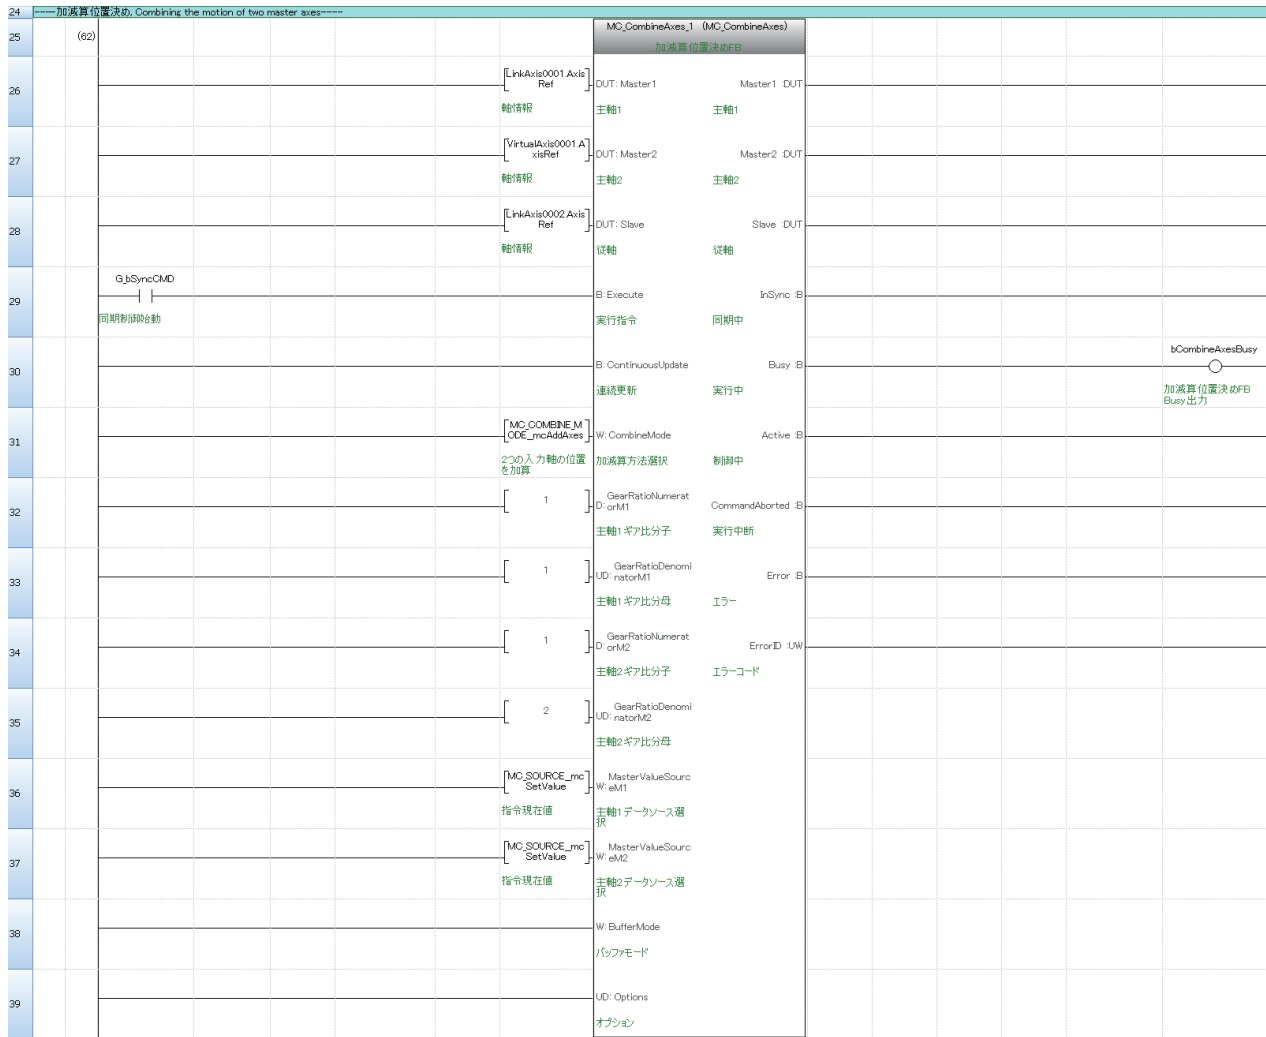 24 ----加減算位置決め, Combining the motion of two master axes----
25 (62) MC_CombineAxes_1 (MC_CombineAxes)
加減算位置決めFB
26 [LinkAxis0001.Axis
Ref] DUT: Master1 Master1 :DUT
軸情報 主軸1 主軸1
27 [VirtualAxis0001.A
xisRef] DUT: Master2 Master2 :DUT
軸情報 主軸2 主軸2
28 [LinkAxis0002.Axis
Ref] DUT: Slave Slave :DUT
軸情報 従軸 従軸
G_bSyncCMD
29 B: Execute InSync :B
同期制御始動 実行指令 同期中
bCombineAxesBusy
30 B: ContinuousUpdate Busy :B
連続更新 実行中 加減算位置決めFB
Busy出力
31 [MC_COMBINE_M
ODE_mcAddAxes] W: CombineMode Active :B
2つの入力軸の位置 加減算方法選択 制御中
を加算
32 [1] GearRatioNumerat
D: orM1 CommandAborted :B
主軸1ギア比分子 実行中断
33 [1] GearRatioDenomi
UD: natorM1 Error :B
主軸1ギア比分母 エラー
34 [1] GearRatioNumerat
D: orM2 ErrorID :UW
主軸2ギア比分子 エラーコード
35 [2] GearRatioDenomi
UD: natorM2
主軸2ギア比分母
36 [MC_SOURCE_mc
SetValue] MasterValueSourc
W: eM1
指令現在値 主軸1データソース選
択
37 [MC_SOURCE_mc
SetValue] MasterValueSourc
W: eM2
指令現在値 主軸2データソース選
択
38 W: BufferMode
バッファモード
39 UD: Options
オプション